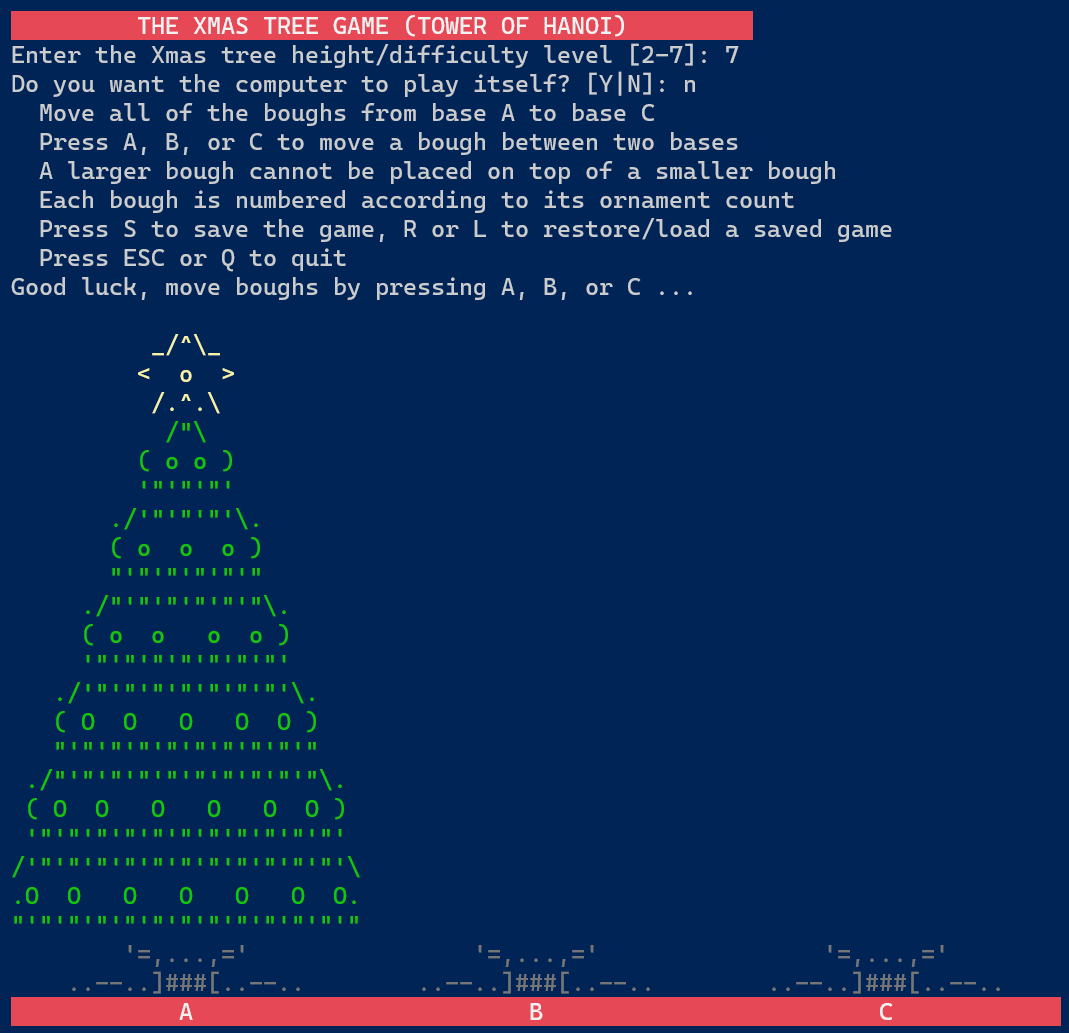 THE XMAS TREE GAME (TOWER OF HANOI)
Enter the Xmas tree height/difficulty level [2-7]: 7
Do you want the computer to play itself? [Y|N]: n
  Move all of the boughs from base A to base C
  Press A, B, or C to move a bough between two bases
  A larger bough cannot be placed on top of a smaller bough
  Each bough is numbered according to its ornament count
  Press S to save the game, R or L to restore/load a saved game
  Press ESC or Q to quit
Good luck, move boughs by pressing A, B, or C ...

          _/^\_
         <  o  >
          /.^.\
           /"\
         ( o o )
         '"'"'"'
       ./'"'"'"'\.
       ( o  o  o )
       "'"'"'"'"'"
     ./"'"'"'"'"'"\.
     ( o  o   o  o )
     '"'"'"'"'"'"'"'
   ./'"'"'"'"'"'"'"'\.
   ( O  O   O   O  O )
   "'"'"'"'"'"'"'"'"'"
 ./"'"'"'"'"'"'"'"'"'"\.
 ( O  O   O   O   O  O )
 '"'"'"'"'"'"'"'"'"'"'"'
/'"'"'"'"'"'"'"'"'"'"'"'\
.O  O   O   O   O   O  O.
"'"'"'"'"'"'"'"'"'"'"'"'"
        '=,...,='                '=,...,='                '=,...,='
    ..--..]###[..--..        ..--..]###[..--..        ..--..]###[..--..
            A                        B                        C